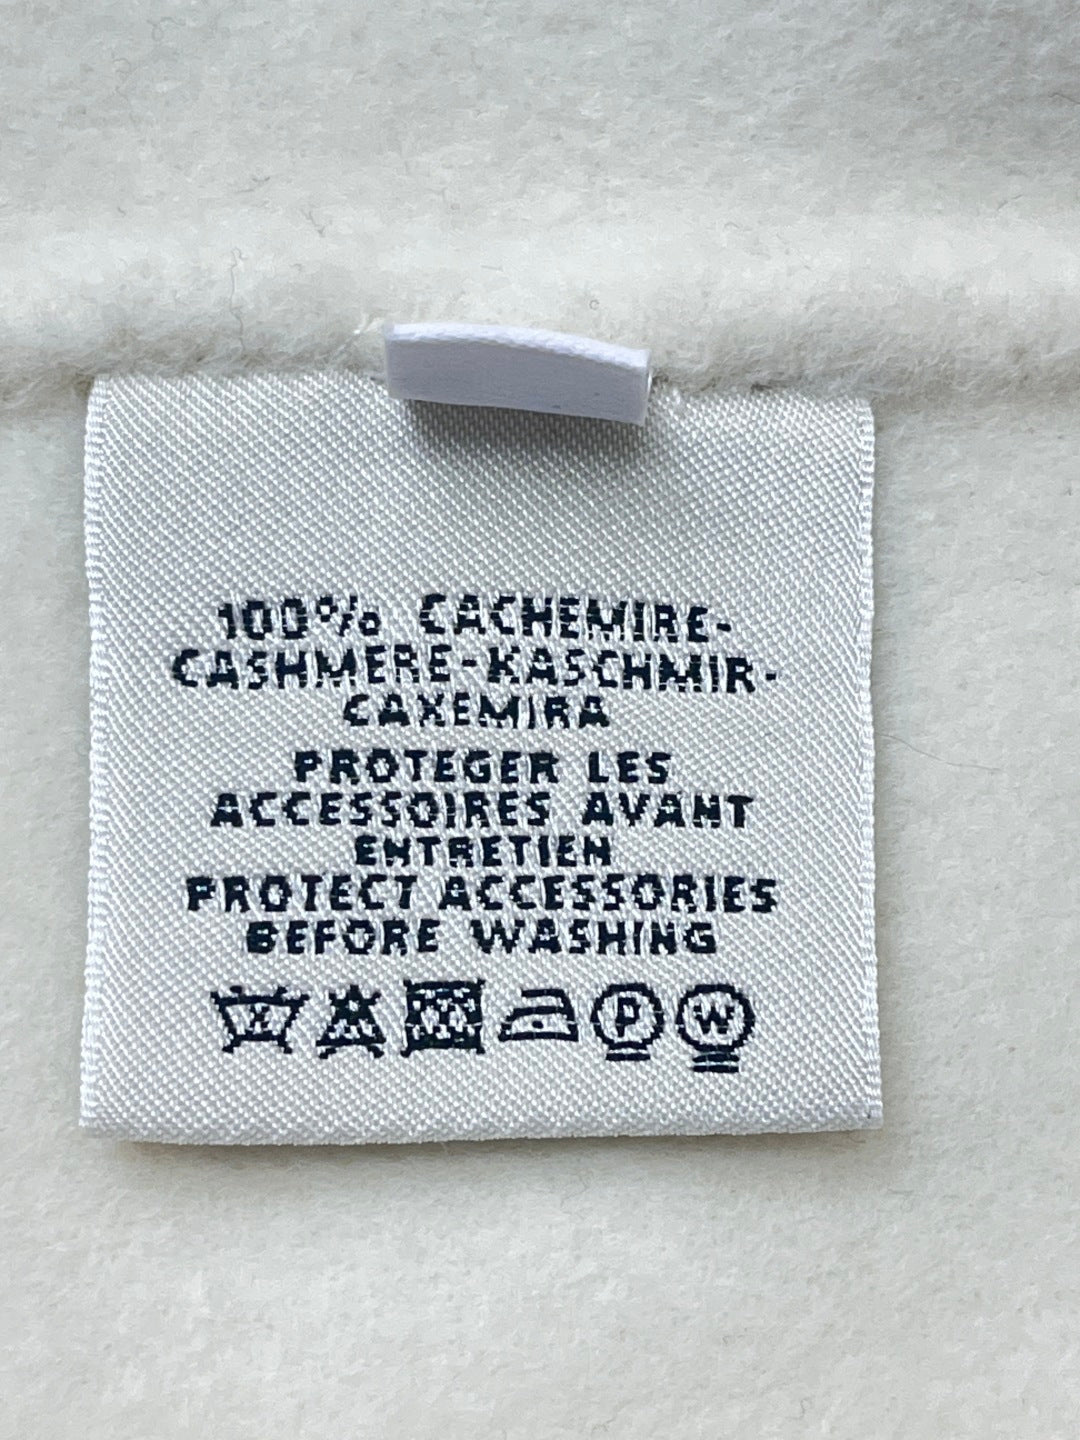 100% CACHEMIRE-
CASHMERE-KASCHMIR-
CAXEMIRA
PROTEGER LES
ACCESSOIRES AVANT
ENTRETIEN
PROTECT ACCESSORIES
BEFORE WASHING
P W